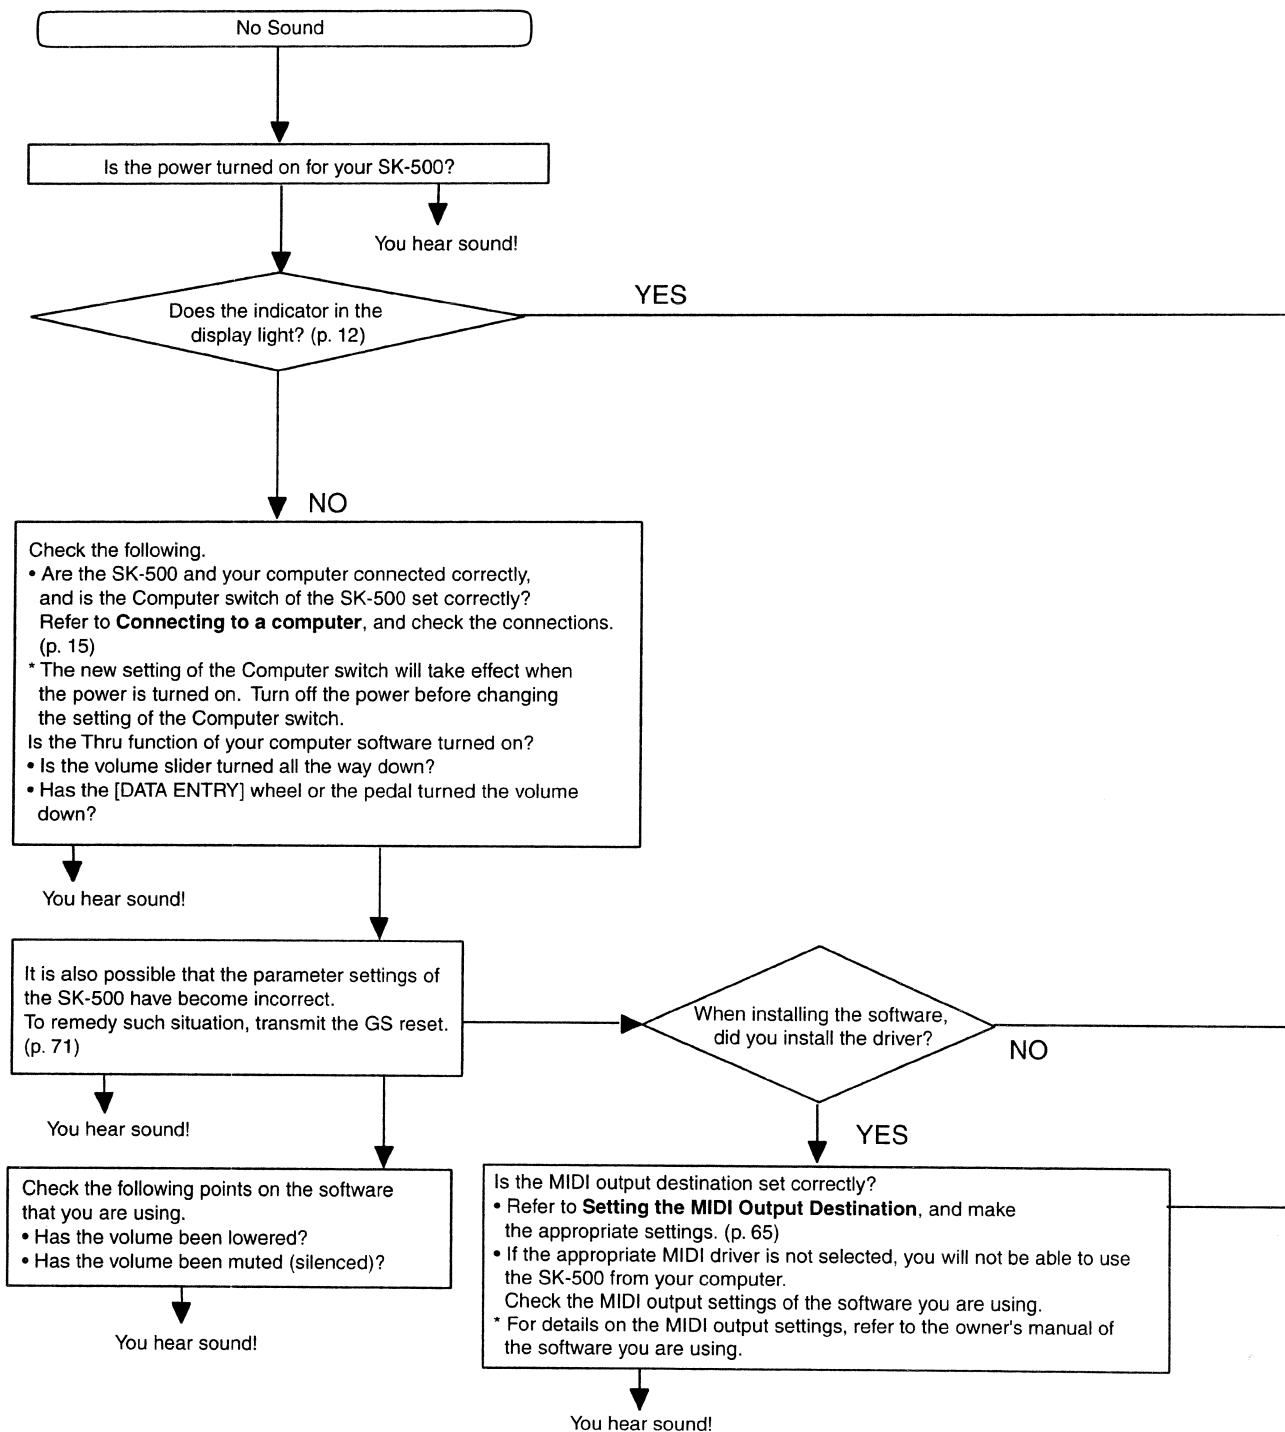 No Sound
Is the power turned on for your SK-500?
You hear sound!
YES
Does the indicator in the
display light? (p. 12)
NO
Check the following.
• Are the SK-500 and your computer connected correctly,
and is the Computer switch of the SK-500 set correctly?
Refer to Connecting to a computer, and check the connections.
(p. 15)
* The new setting of the Computer switch will take effect when
the power is turned on. Turn off the power before changing
the setting of the Computer switch.
Is the Thru function of your computer software turned on?
• Is the volume slider turned all the way down?
• Has the [DATA ENTRY] wheel or the pedal turned the volume
down?
You hear sound!
It is also possible that the parameter settings of
the SK-500 have become incorrect.
To remedy such situation, transmit the GS reset.
(p. 71)
When installing the software,
did you install the driver?
NO
You hear sound!
YES
Check the following points on the software
that you are using.
• Has the volume been lowered?
• Has the volume been muted (silenced)?
You hear sound!
Is the MIDI output destination set correctly?
• Refer to Setting the MIDI Output Destination, and make
the appropriate settings. (p. 65)
• If the appropriate MIDI driver is not selected, you will not be able to use
the SK-500 from your computer.
Check the MIDI output settings of the software you are using.
* For details on the MIDI output settings, refer to the owner's manual of
the software you are using.
You hear sound!